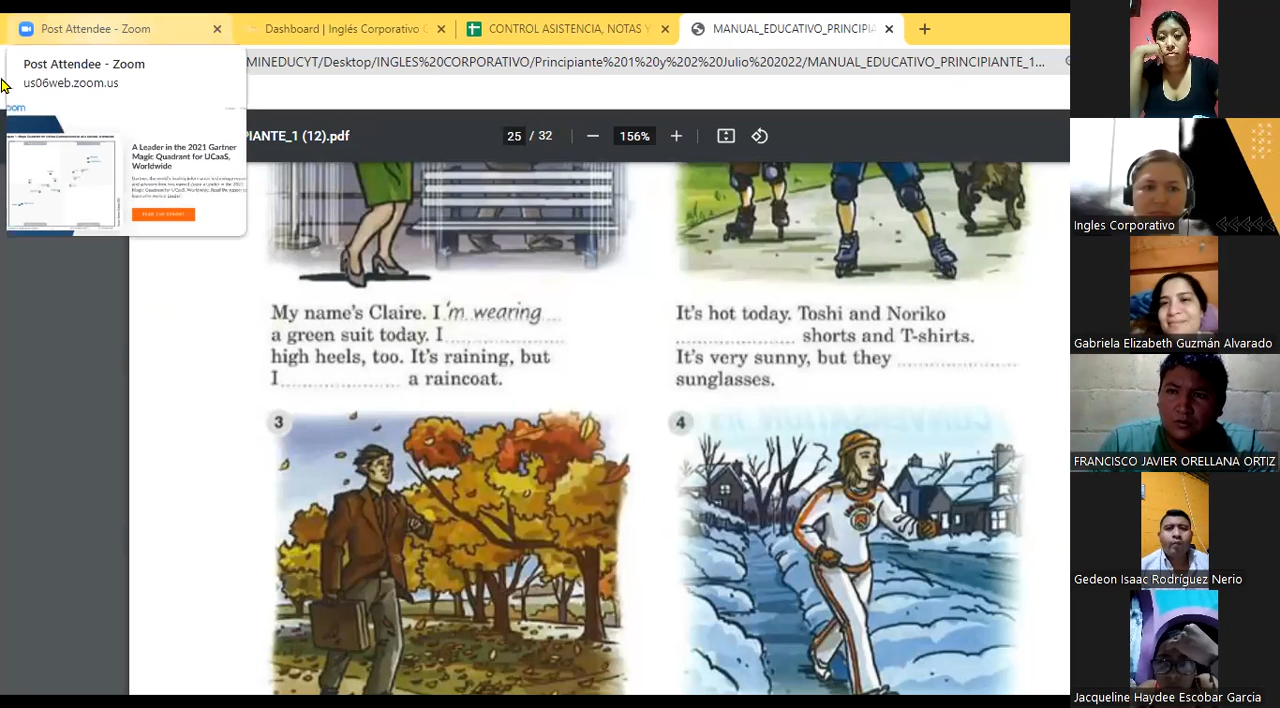 Post Attendee - Zoom
Dashboard | Inglés Corporativo
CONTROL ASISTENCIA, NOTAS Y
MANUAL_EDUCATIVO_PRINCIPIA
Post Attendee - Zoom
us06web.zoom.us
MINEDUCYT/Desktop/INGLES%20CORPORATIVO/Principiante%201%20y%202%20Julio%202022/MANUAL_EDUCATIVO_PRINCIPIANTE_1...
oom
A Leader in the 2021 Gartner
Magic Quadrant for UCaaS,
Worldwide
IANTE_1 (12).pdf
25 / 32
156%
My name's Claire. I 'm wearing
a green suit today. I
high heels, too. It's raining, but
I a raincoat.
It's hot today. Toshi and Noriko
shorts and T-shirts.
It's very sunny, but they
sunglasses.
3
4
Ingles Corporativo
Gabriela Elizabeth Guzmán Alvarado
FRANCISCO JAVIER ORELLANA ORTIZ
Gedeon Isaac Rodríguez Nerio
Jacqueline Haydee Escobar Garcia